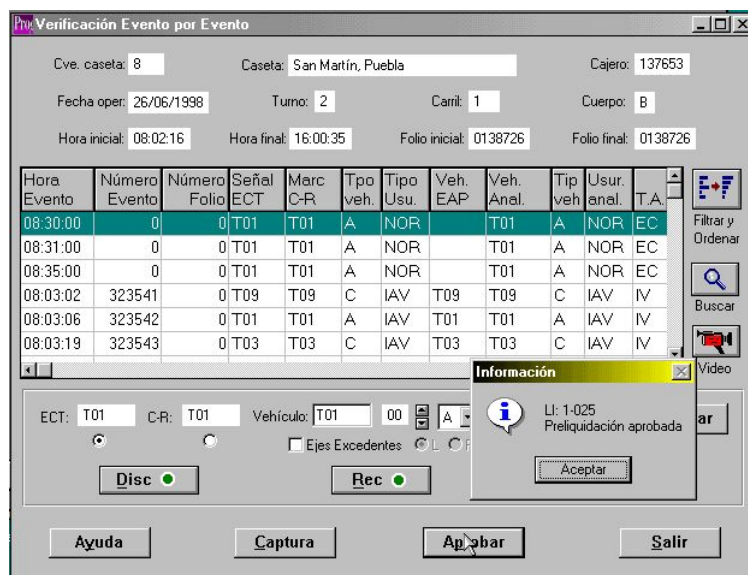 Verificación Evento por Evento
Cve. caseta: 8 Caseta: San Martín, Puebla Cajero: 137653
Fecha oper: 26/06/1998 Turno: 2 Carril: 1 Cuerpo: B
Hora inicial: 08:02:16 Hora final: 16:00:35 Folio inicial: 0138726 Folio final: 0138726
Hora Número Número Señal Marc Tpo Tipo Veh. Veh. Tip Usur.
Evento Evento Folio ECT C-R veh. Usu. EAP Anal. veh anal. T.A.
08:30:00 0 0 T01 T01 A NOR T01 A NOR EC
08:31:00 0 0 T01 T01 A NOR T01 A NOR EC
08:35:00 0 0 T01 T01 A NOR T01 A NOR EC
08:03:02 323541 0 T09 T09 C IAV T09 T09 C IAV IV
08:03:06 323542 0 T01 T01 A IAV T01 T01 A IAV IV
08:03:19 323543 0 T03 T03 C IAV T03 T03 C IAV IV
Filtrar y
Ordenar
Buscar
Video
ECT: T01 C-R: T01 Vehículo: T01 00 A
Ejes Excedentes L
Disc Rec
Información
LI: 1-025
Preliquidación aprobada
Aceptar
Ayuda Captura Aprobar Salir